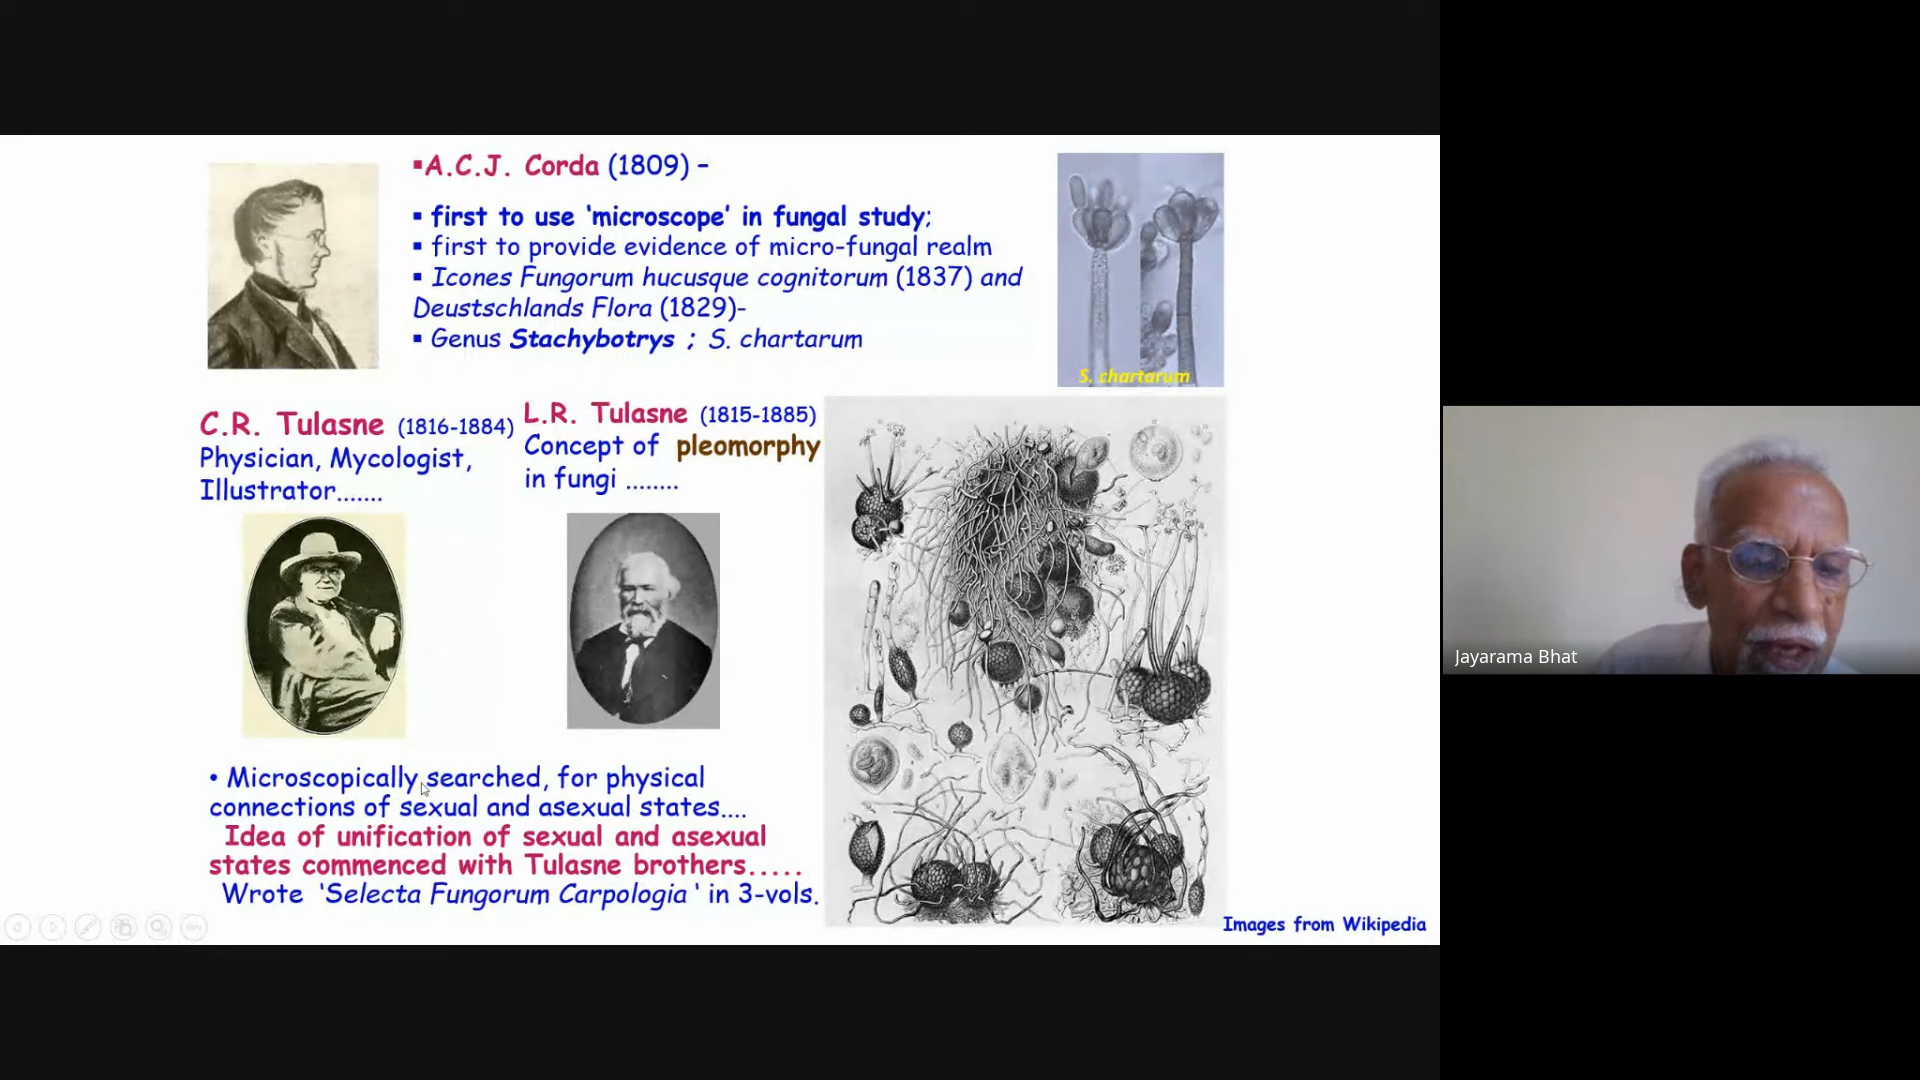 ▪A.C.J. Corda (1809) –
▪ first to use ‘microscope’ in fungal study;
▪ first to provide evidence of micro-fungal realm
▪ Icones Fungorum hucusque cognitorum (1837) and
Deustschlands Flora (1829)-
▪ Genus Stachybotrys ; S. chartarum
S. chartarum
C.R. Tulasne (1816-1884)
Physician, Mycologist,
Illustrator.......
L.R. Tulasne (1815-1885)
Concept of pleomorphy
in fungi ........
• Microscopically searched, for physical
connections of sexual and asexual states....
Idea of unification of sexual and asexual
states commenced with Tulasne brothers.....
Wrote ‘Selecta Fungorum Carpologia ‘ in 3-vols.
Images from Wikipedia
Jayarama Bhat